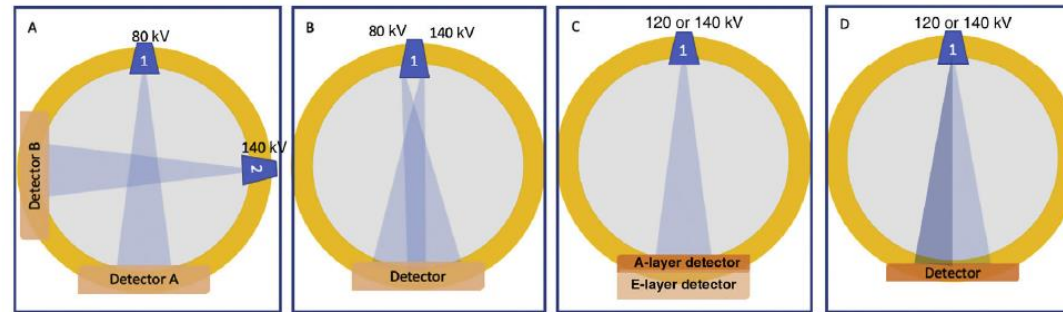 A
80 kV
1
Detector B
140 kV
2
Detector A
B
80 kV 140 kV
1
Detector
C
120 or 140 kV
1
A-layer detector
E-layer detector
D
120 or 140 kV
1
Detector